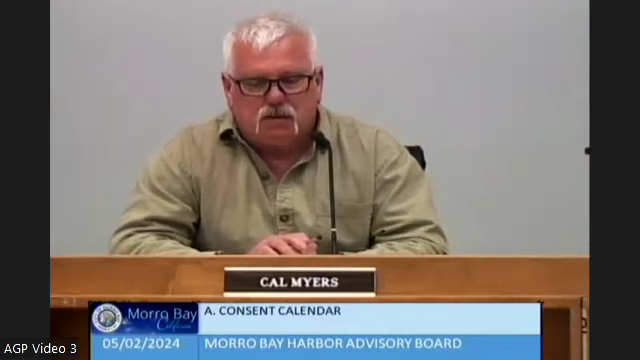 CAL MYERS
Morro Bay
California
A. CONSENT CALENDAR
05/02/2024
MORRO BAY HARBOR ADVISORY BOARD
AGP Video 3